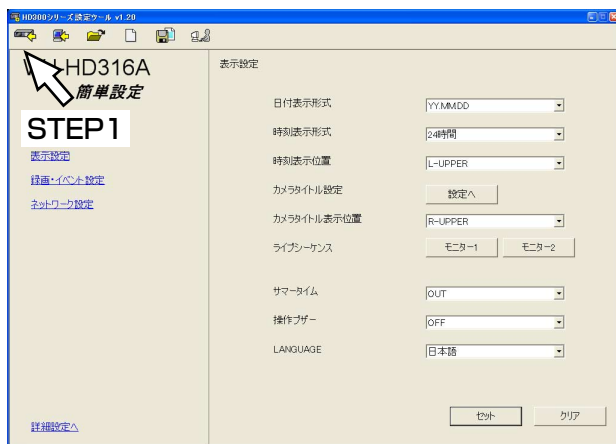 HD300シリーズ 設定ツール v1.20
-HD316A
簡単設定
STEP1
表示設定
録画・イベント設定
ネットワーク設定
詳細設定へ
表示設定
日付表示形式 YY.MM.DD
時刻表示形式 24時間
時刻表示位置 L-UPPER
カメラタイトル設定 設定へ
カメラタイトル表示位置 R-UPPER
ライブシーケンス モニター1 モニター2
サマータイム OUT
操作ブザー OFF
LANGUAGE 日本語
セット クリア